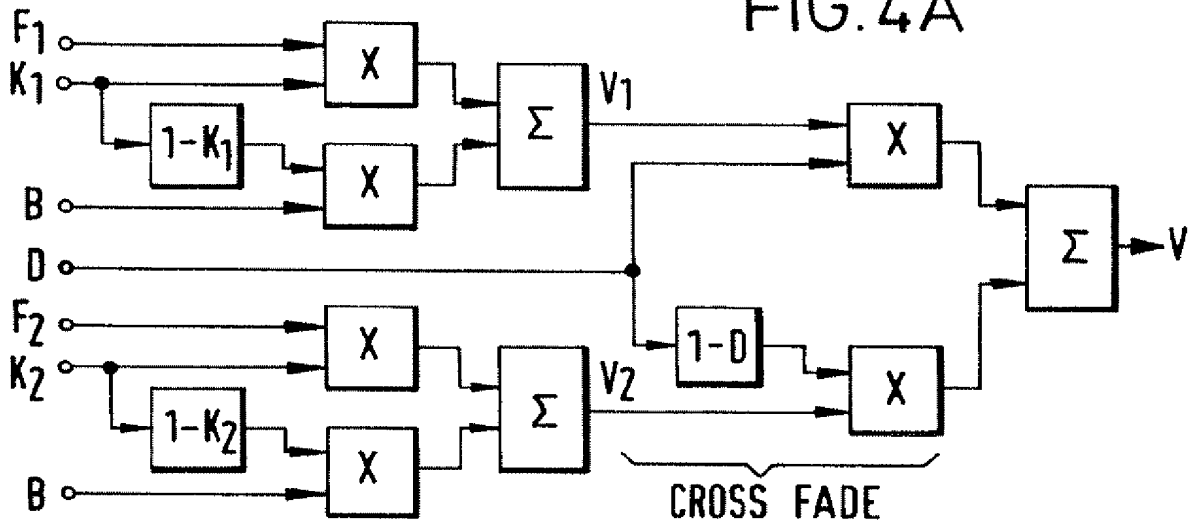 FIG. 4A
F1
K1
X
Σ
V1
X
1-K1
X
B
D
Σ
V
F2
K2
X
1-D
X
Σ
V2
1-K2
X
B
CROSS FADE